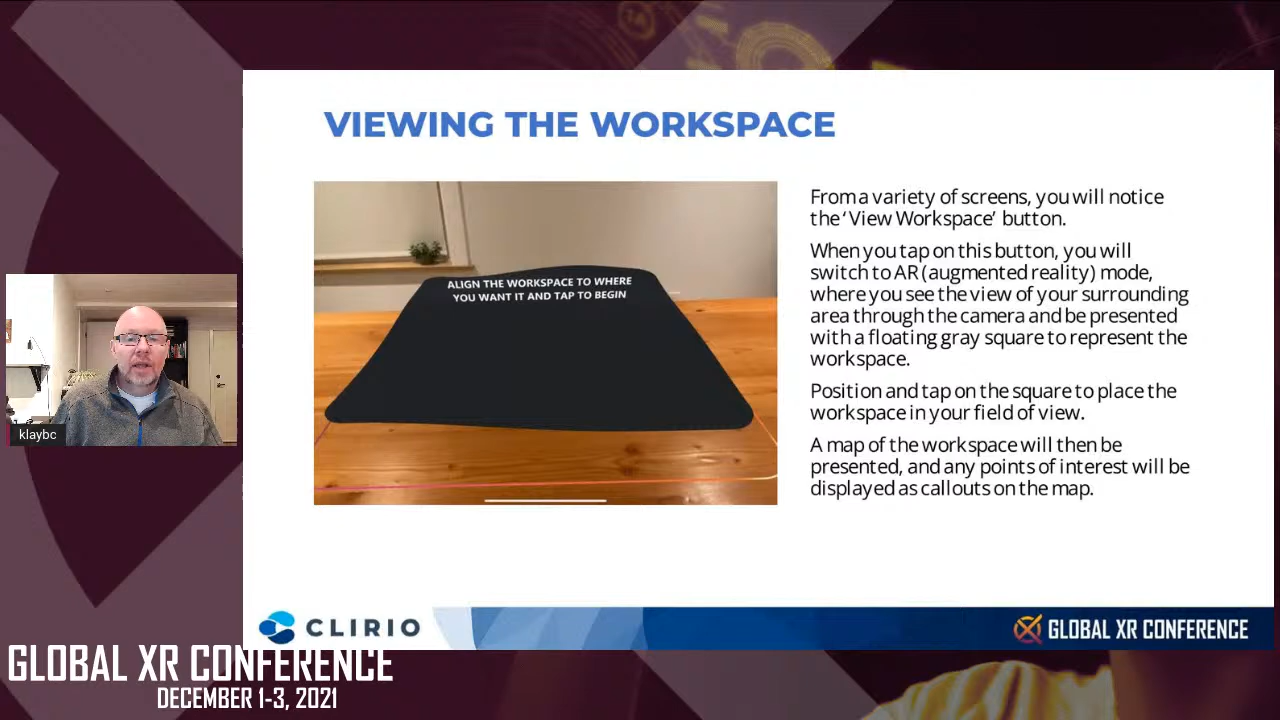 VIEWING THE WORKSPACE
ALIGN THE WORKSPACE TO WHERE
YOU WANT IT AND TAP TO BEGIN
From a variety of screens, you will notice
the ‘View Workspace’ button.
When you tap on this button, you will
switch to AR (augmented reality) mode,
where you see the view of your surrounding
area through the camera and be presented
with a floating gray square to represent the
workspace.
Position and tap on the square to place the
workspace in your field of view.
A map of the workspace will then be
presented, and any points of interest will be
displayed as callouts on the map.
klaybc
CLIRIO
GLOBAL XR CONFERENCE
GLOBAL XR CONFERENCE
DECEMBER 1-3, 2021